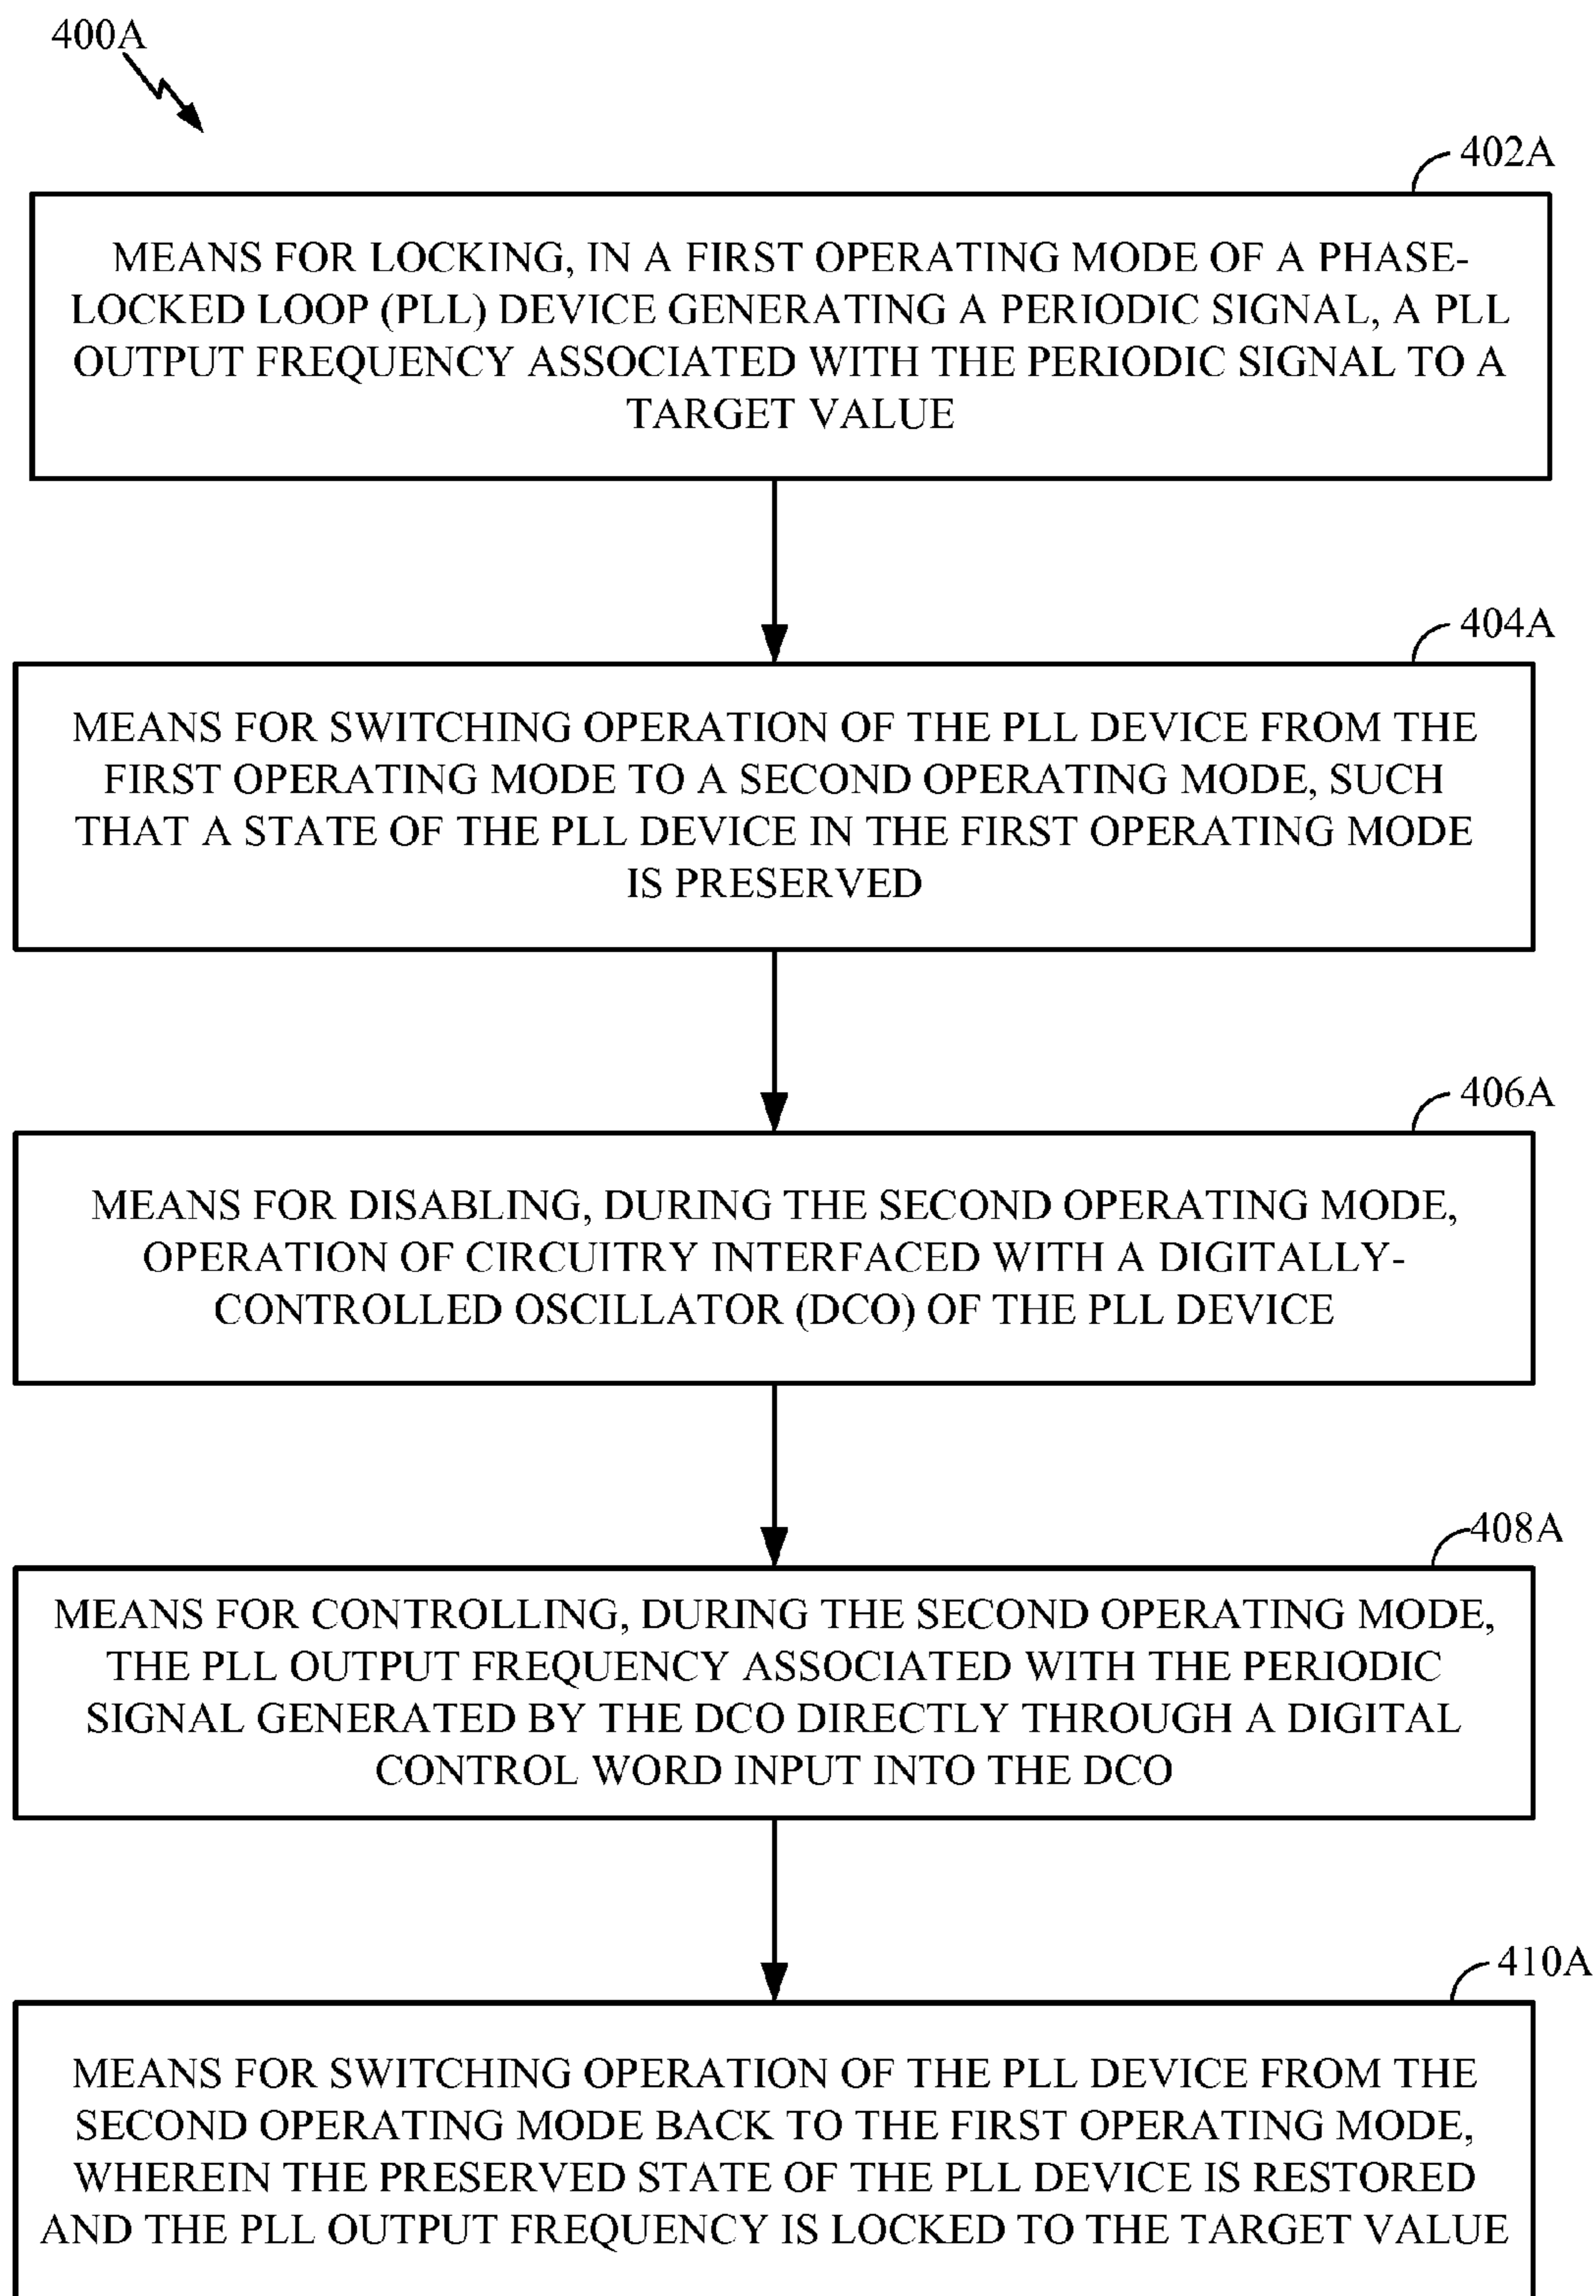 400A
402A
MEANS FOR LOCKING, IN A FIRST OPERATING MODE OF A PHASE-
LOCKED LOOP (PLL) DEVICE GENERATING A PERIODIC SIGNAL, A PLL
OUTPUT FREQUENCY ASSOCIATED WITH THE PERIODIC SIGNAL TO A
TARGET VALUE
404A
MEANS FOR SWITCHING OPERATION OF THE PLL DEVICE FROM THE
FIRST OPERATING MODE TO A SECOND OPERATING MODE, SUCH
THAT A STATE OF THE PLL DEVICE IN THE FIRST OPERATING MODE
IS PRESERVED
406A
MEANS FOR DISABLING, DURING THE SECOND OPERATING MODE,
OPERATION OF CIRCUITRY INTERFACED WITH A DIGITALLY-
CONTROLLED OSCILLATOR (DCO) OF THE PLL DEVICE
408A
MEANS FOR CONTROLLING, DURING THE SECOND OPERATING MODE,
THE PLL OUTPUT FREQUENCY ASSOCIATED WITH THE PERIODIC
SIGNAL GENERATED BY THE DCO DIRECTLY THROUGH A DIGITAL
CONTROL WORD INPUT INTO THE DCO
410A
MEANS FOR SWITCHING OPERATION OF THE PLL DEVICE FROM THE
SECOND OPERATING MODE BACK TO THE FIRST OPERATING MODE,
WHEREIN THE PRESERVED STATE OF THE PLL DEVICE IS RESTORED
AND THE PLL OUTPUT FREQUENCY IS LOCKED TO THE TARGET VALUE